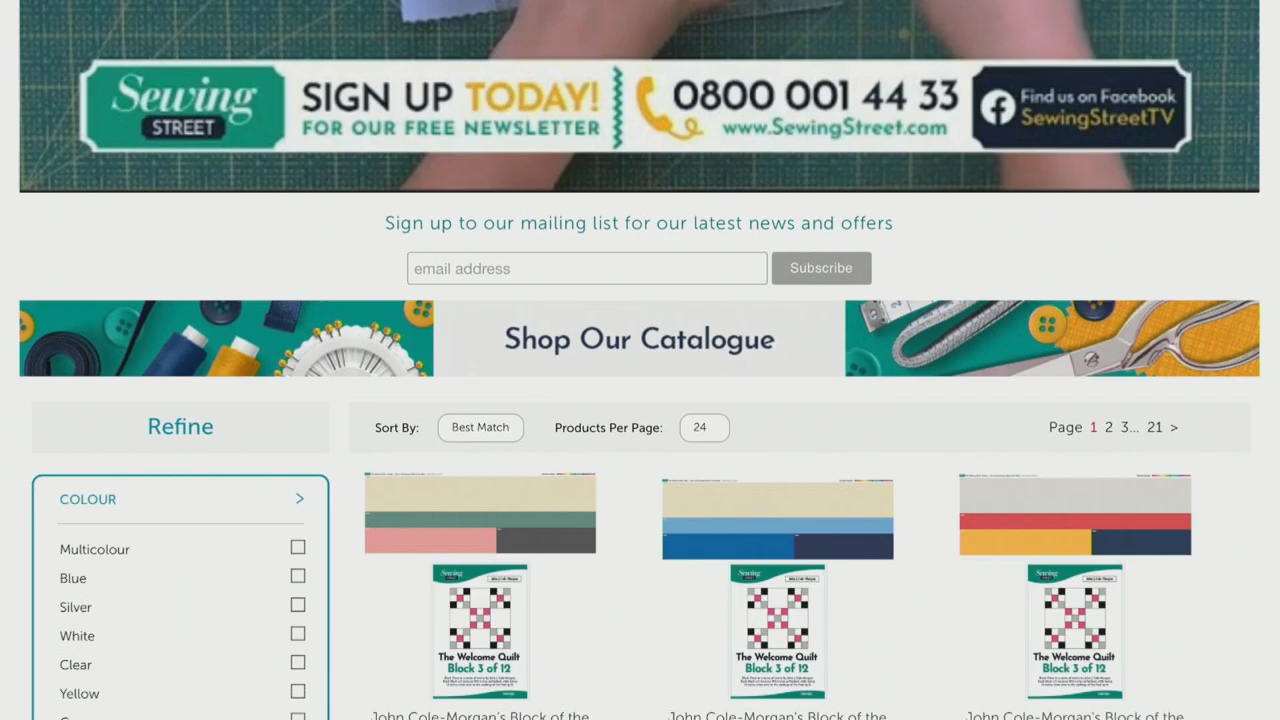 Sewing
STREET
SIGN UP TODAY!
FOR OUR FREE NEWSLETTER
0800 001 44 33
www.SewingStreet.com
Find us on Facebook
SewingStreetTV
Sign up to our mailing list for our latest news and offers
email address
Subscribe
Shop Our Catalogue
Refine
Sort By: Best Match Products Per Page: 24
Page 1 2 3... 21 >
COLOUR >
Multicolour
Blue
Silver
White
Clear
Yellow
Sewing
The Welcome Quilt
Block 3 of 12
John Cole-Morgan's Block of the
Sewing
The Welcome Quilt
Block 3 of 12
John Cole-Morgan's Block of the
Sewing
The Welcome Quilt
Block 3 of 12
John Cole-Morgan's Block of the